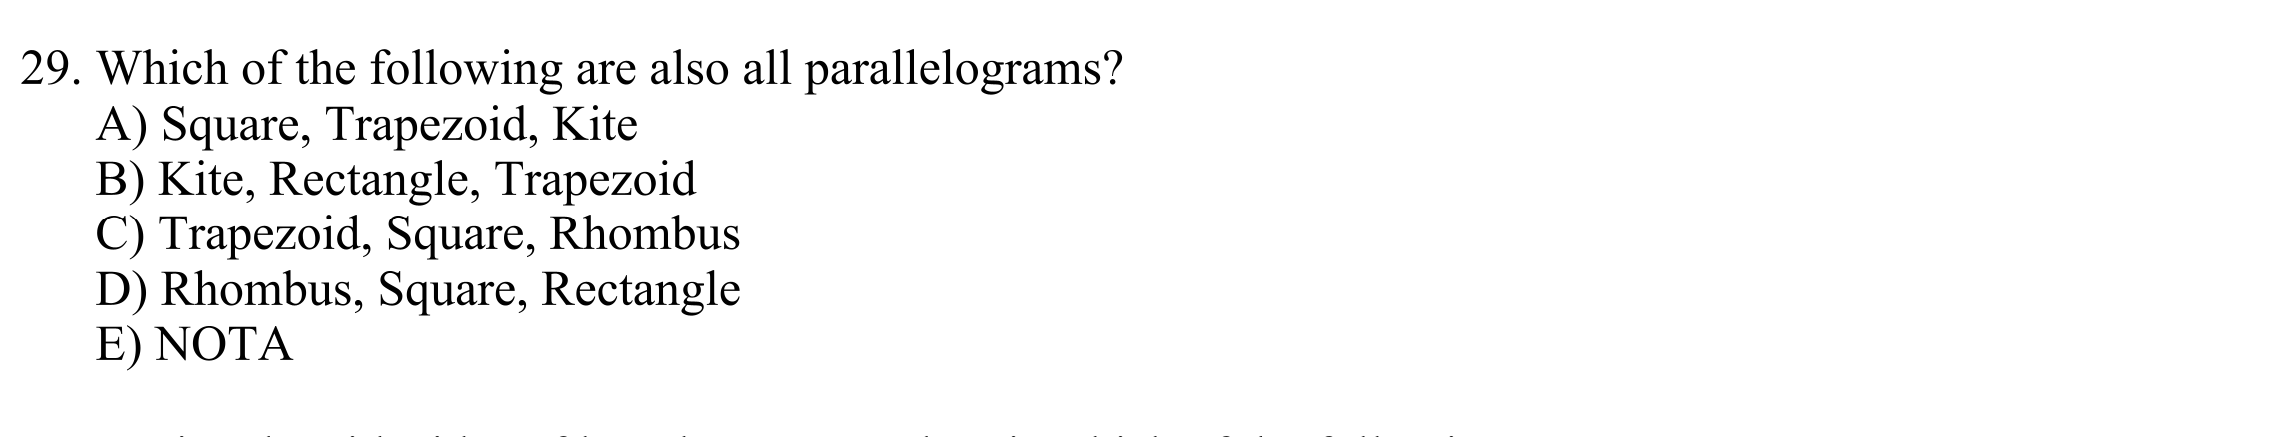 29. Which of the following are also all parallelograms?
A) Square, Trapezoid, Kite
B) Kite, Rectangle, Trapezoid
C) Trapezoid, Square, Rhombus
D) Rhombus, Square, Rectangle
E) NOTA